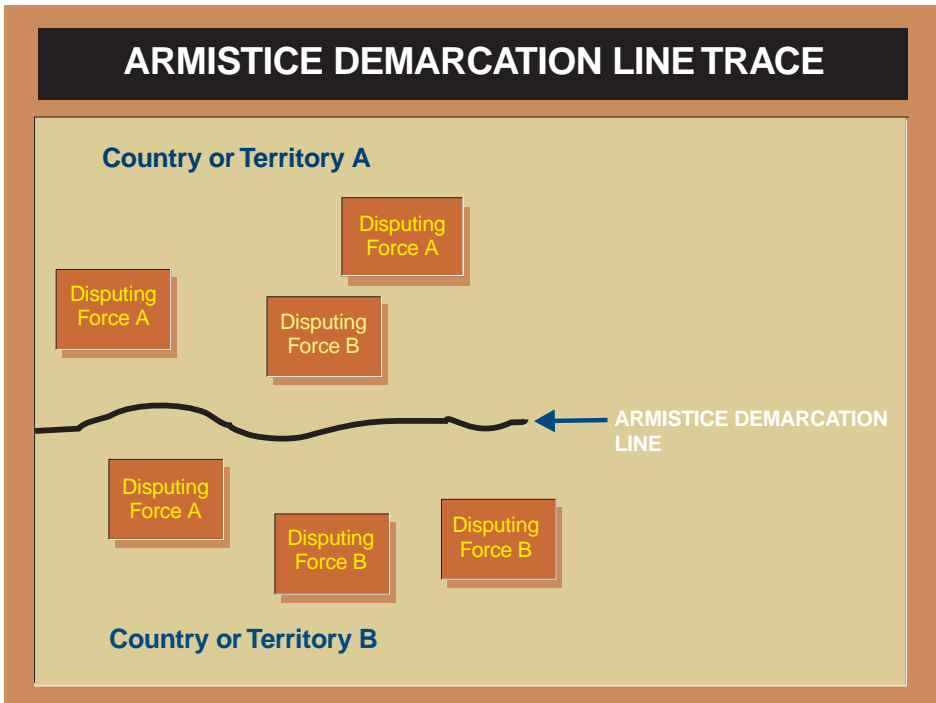 ARMISTICE DEMARCATION LINE TRACE
Country or Territory A
Disputing
Force A
Disputing
Force A
Disputing
Force B
ARMISTICE DEMARCATION
LINE
Disputing
Force A
Disputing
Force B
Disputing
Force B
Country or Territory B